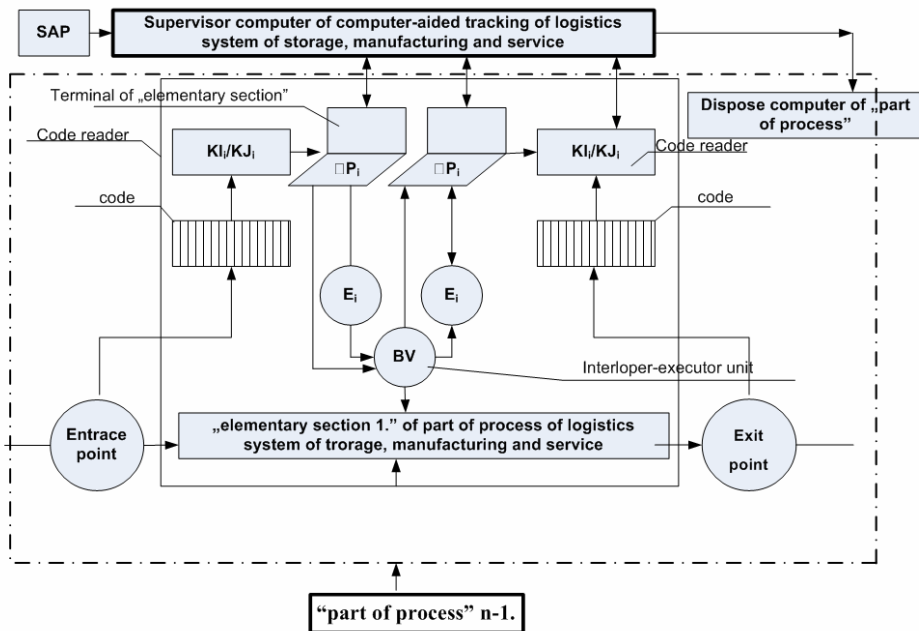 SAP
Supervisor computer of computer-aided tracking of logistics
system of storage, manufacturing and service
Terminal of „elementary section”
Dispose computer of „part
of process”
Code reader
KIi/KJi
□Pi
□Pi
KIi/KJi
Code reader
code
code
Ei
Ei
BV
Interloper-executor unit
Entrace
point
„elementary section 1.” of part of process of logistics
system of trorage, manufacturing and service
Exit
point
“part of process” n-1.